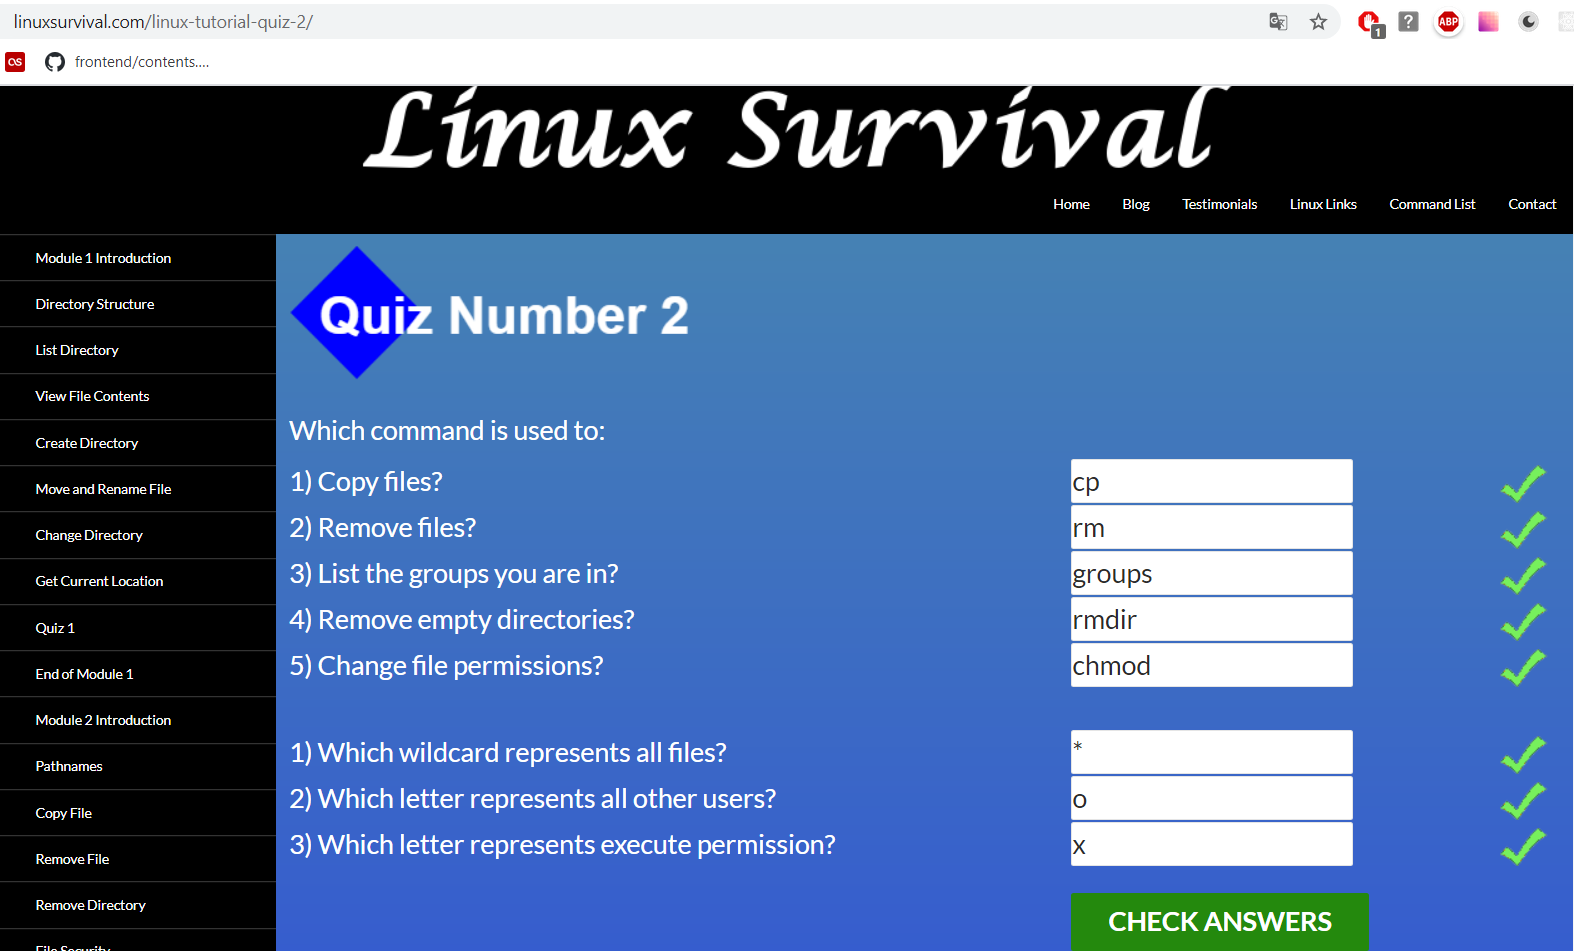 linuxsurvival.com/linux-tutorial-quiz-2/
1
?
ABP
frontend/contents....
Linux Survival
Home Blog Testimonials Linux Links Command List Contact
Module 1 Introduction
Directory Structure
List Directory
View File Contents
Create Directory
Move and Rename File
Change Directory
Get Current Location
Quiz 1
End of Module 1
Module 2 Introduction
Pathnames
Copy File
Remove File
Remove Directory
File Security
Quiz Number 2
Which command is used to:
1) Copy files? cp
2) Remove files? rm
3) List the groups you are in? groups
4) Remove empty directories? rmdir
5) Change file permissions? chmod
1) Which wildcard represents all files? *
2) Which letter represents all other users? o
3) Which letter represents execute permission? x
CHECK ANSWERS